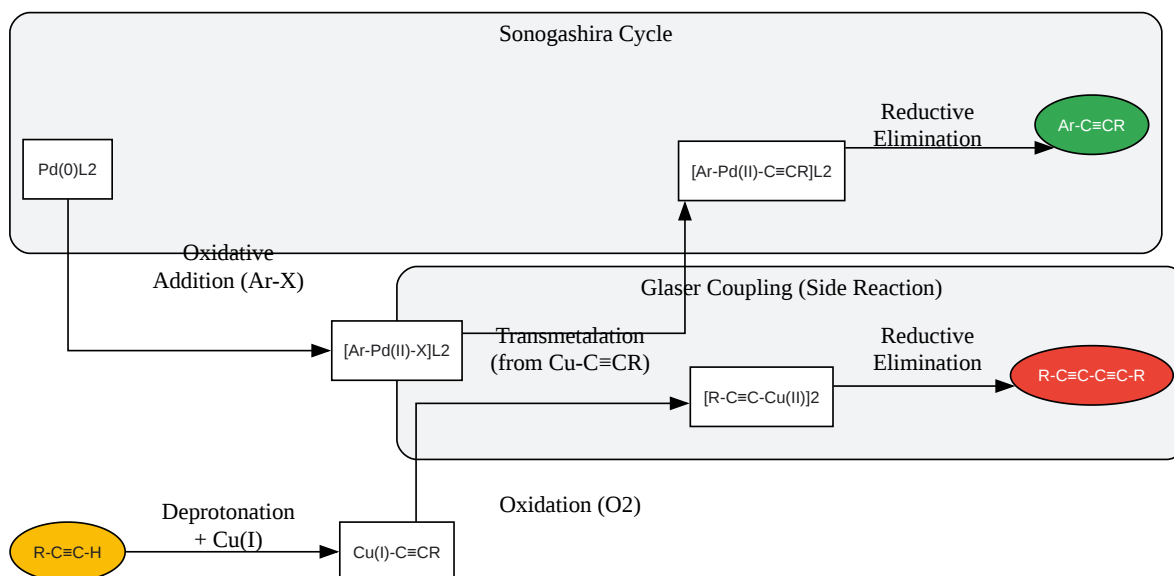 Sonogashira Cycle
Reductive
Elimination
Ar-C≡CR
Pd(0)L2
[Ar-Pd(II)-C≡CR]L2
Oxidative
Addition (Ar-X)
Glaser Coupling (Side Reaction)
[Ar-Pd(II)-X]L2
Transmetalation
(from Cu-C≡CR)
Reductive
Elimination
R-C≡C-C≡C-R
[R-C≡C-Cu(II)]2
Oxidation (O2)
Deprotonation
+ Cu(I)
R-C≡C-H
Cu(I)-C≡CR